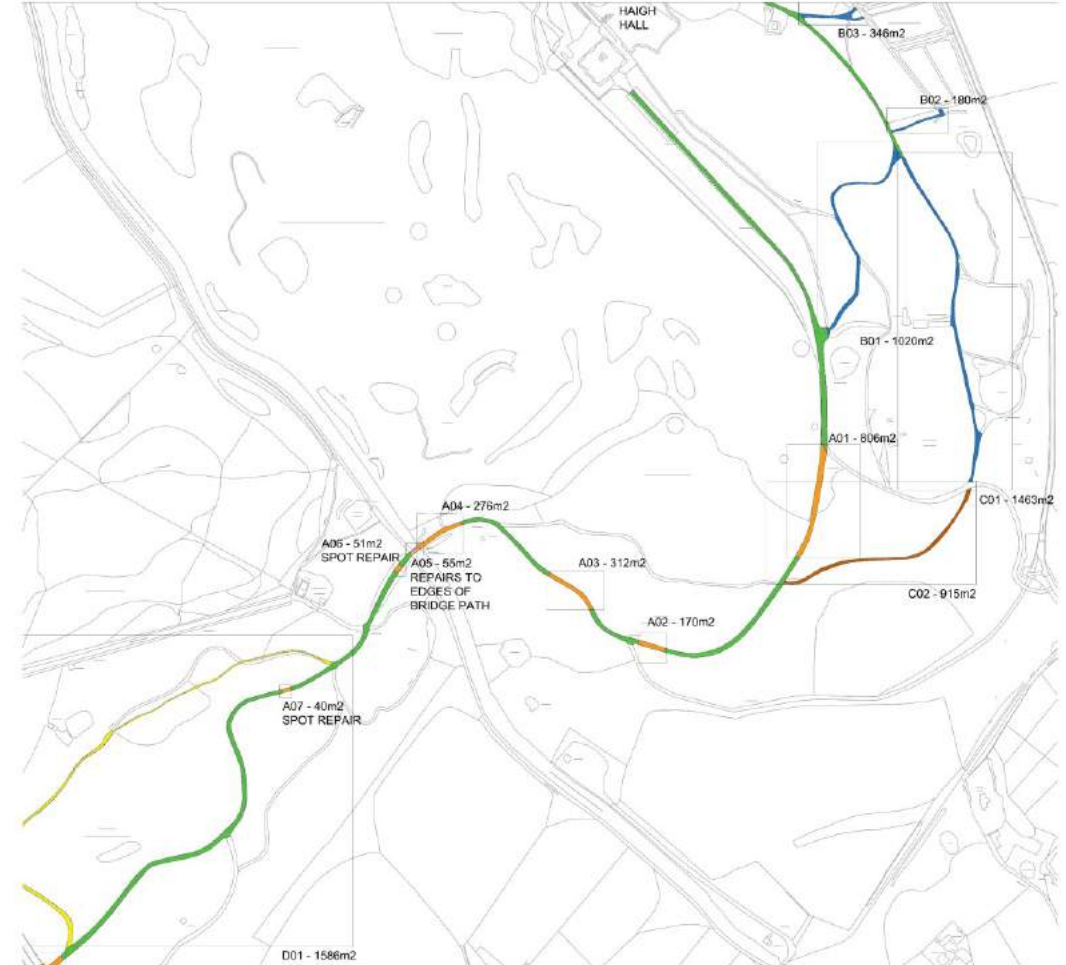 HAIGH
HALL
B03 - 346m2
B02 - 180m2
B01 - 1020m2
A01 - 806m2
C01 - 1463m2
A04 - 276m2
A06 - 51m2
SPOT REPAIR
A05 - 55m2
REPAIRS TO
EDGES OF
BRIDGE PATH
A03 - 312m2
C02 - 915m2
A02 - 170m2
A07 - 40m2
SPOT REPAIR
D01 - 1586m2